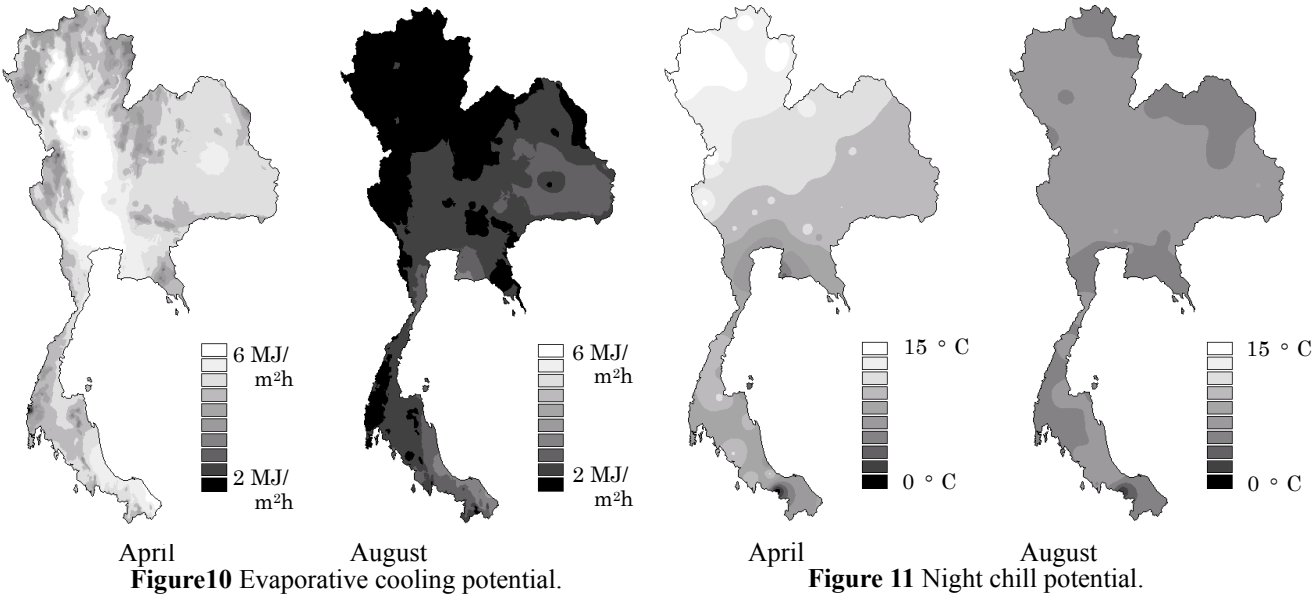 6 MJ/
m²h
2 MJ/
m²h
6 MJ/
m²h
2 MJ/
m²h
15 ° C
0 ° C
15 ° C
0 ° C
April
August
April
August
Figure10 Evaporative cooling potential.
Figure 11 Night chill potential.